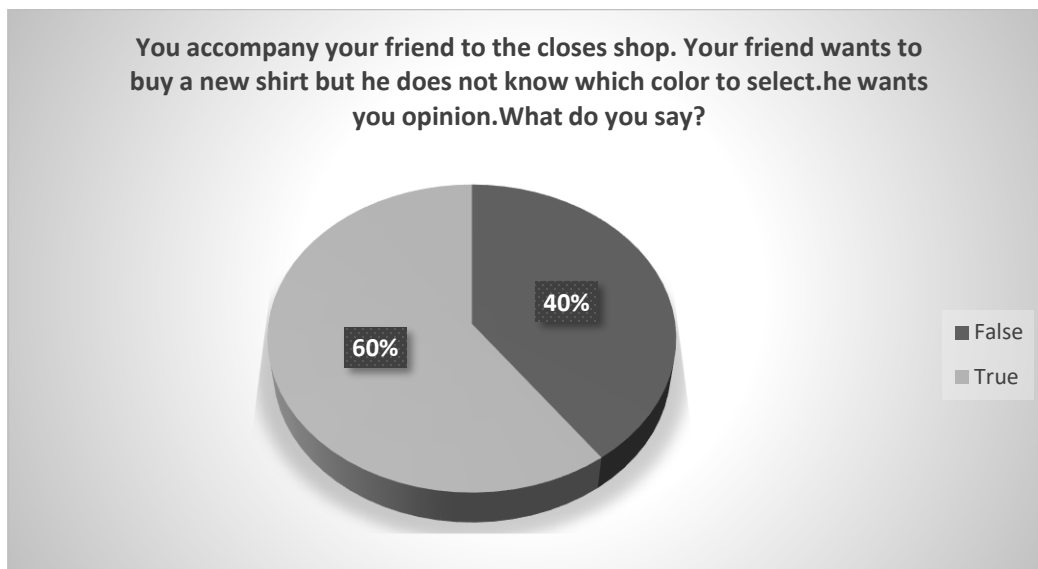 You accompany your friend to the closes shop. Your friend wants to
buy a new shirt but he does not know which color to select.he wants
you opinion.What do you say?
40%
60%
False
True